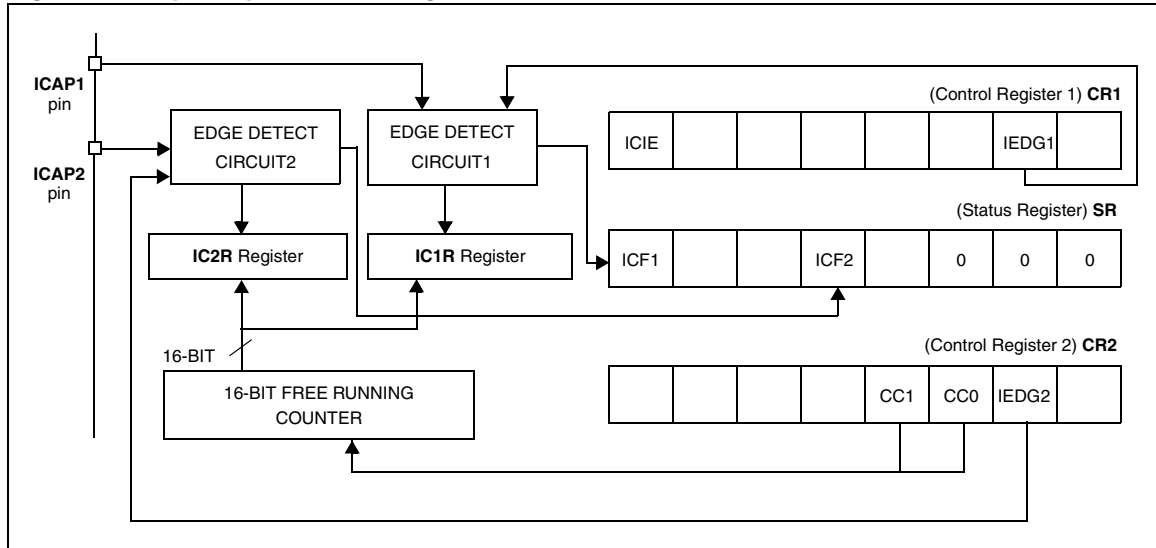 ICAP1
pin
ICAP2
pin
EDGE DETECT
CIRCUIT2
EDGE DETECT
CIRCUIT1
IC2R Register
IC1R Register
16-BIT
16-BIT FREE RUNNING
COUNTER
(Control Register 1) CR1
ICIE IEDG1
(Status Register) SR
ICF1 ICF2 0 0 0
(Control Register 2) CR2
CC1 CC0 IEDG2